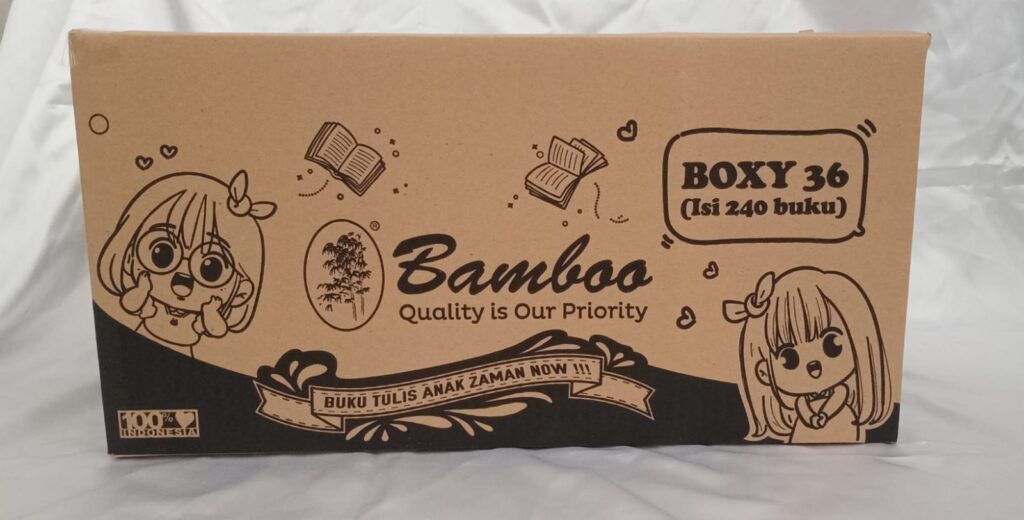 BOXY 36
(Isi 240 buku)
®
Bamboo
Quality is Our Priority
BUKU TULIS ANAK ZAMAN NOW !!!
100%
INDONESIA